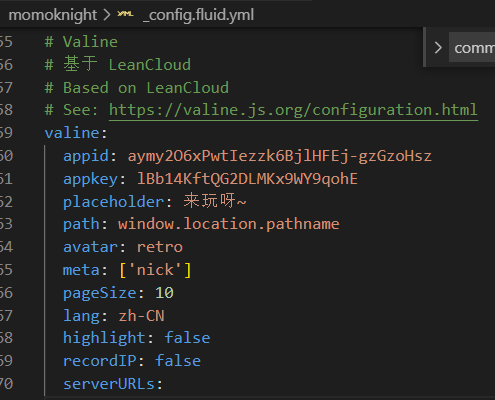 momoknight > _config.fluid.yml
comm
55 # Valine
56 # 基于 LeanCloud
57 # Based on LeanCloud
58 # See: https://valine.js.org/configuration.html
59 valine:
60 appid: aymy2O6xPwtIezzk6BjlHFEj-gzGzoHsz
61 appkey: lBb14KftQG2DLMKx9WY9qohE
62 placeholder: 来玩呀~
63 path: window.location.pathname
64 avatar: retro
65 meta: ['nick']
66 pageSize: 10
67 lang: zh-CN
68 highlight: false
69 recordIP: false
70 serverURLs: